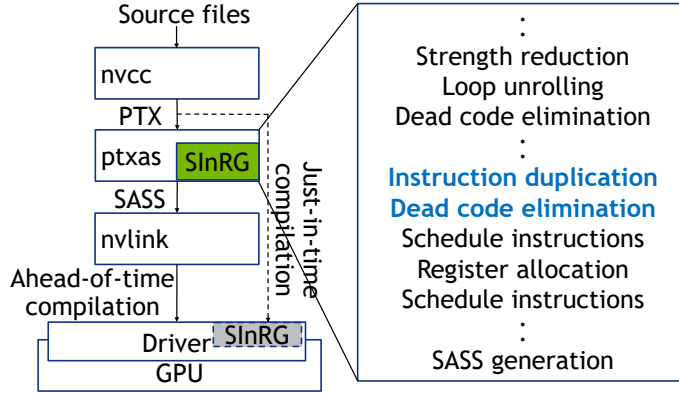 Source files
nvcc
PTX
ptxas
SInRG
SASS
nvlink
Ahead-of-time
compilation
Just-in-time
compilation
SInRG
Driver
GPU
:
Strength reduction
Loop unrolling
Dead code elimination
:
Instruction duplication
Dead code elimination
Schedule instructions
Register allocation
Schedule instructions
:
SASS generation